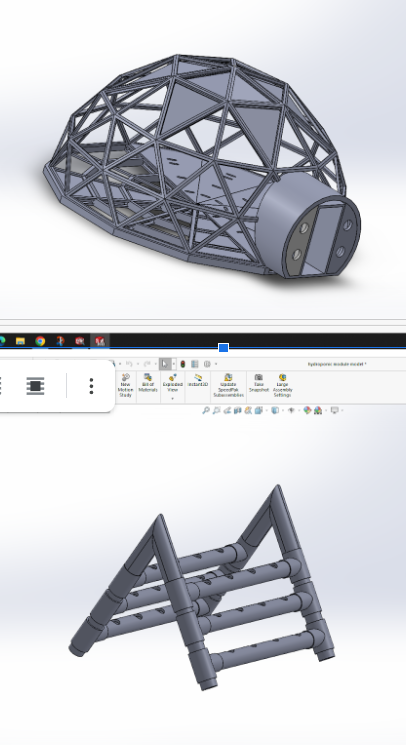 hydroponic module model *
New
Motion
Study
Bill of
Materials
Exploded
View
Instant3D
Update
SpeedPak
Subassemblies
Take
Snapshot
Large
Assembly
Settings